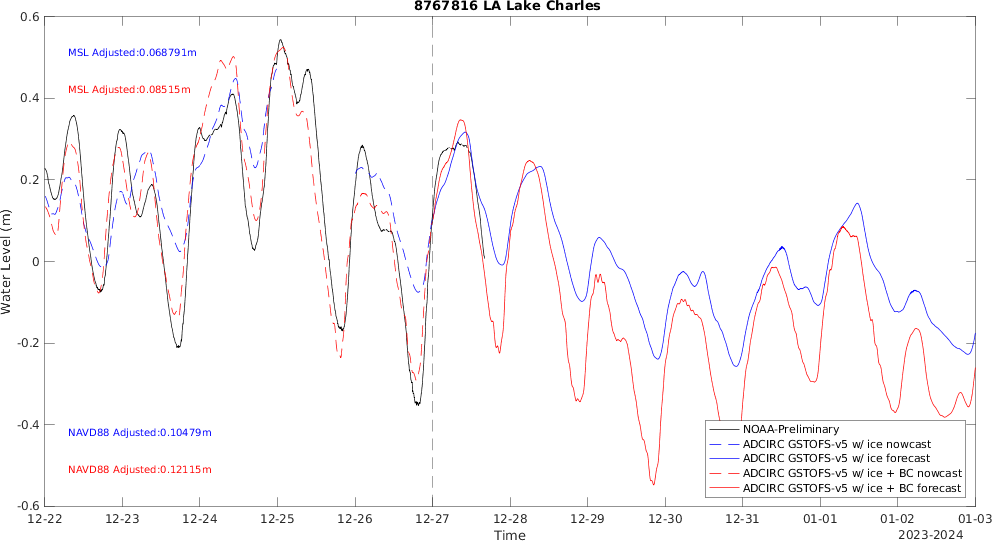 8767816 LA Lake Charles
0.6
MSL Adjusted:0.068791m
MSL Adjusted:0.08515m
0.4
0.2
Water Level (m)
0
-0.2
-0.4
NAVD88 Adjusted:0.10479m
NAVD88 Adjusted:0.12115m
-0.6
NOAA-Preliminary
ADCIRC GSTOFS-v5 w/ ice nowcast
ADCIRC GSTOFS-v5 w/ ice forecast
ADCIRC GSTOFS-v5 w/ ice + BC nowcast
ADCIRC GSTOFS-v5 w/ ice + BC forecast
12-22 12-23 12-24 12-25 12-26 12-27 12-28 12-29 12-30 12-31 01-01 01-02 01-03
Time
2023-2024